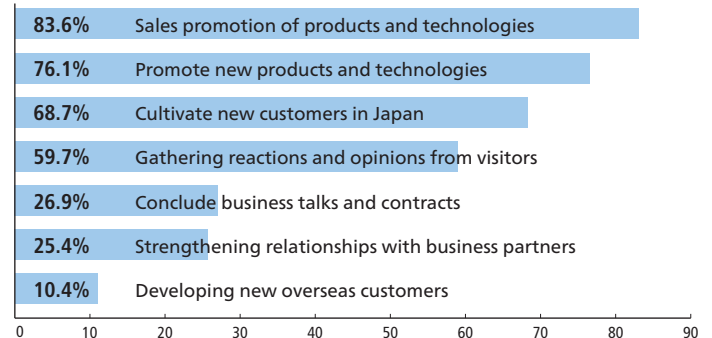 83.6% Sales promotion of products and technologies
76.1% Promote new products and technologies
68.7% Cultivate new customers in Japan
59.7% Gathering reactions and opinions from visitors
26.9% Conclude business talks and contracts
25.4% Strengthening relationships with business partners
10.4% Developing new overseas customers
0 10 20 30 40 50 60 70 80 90